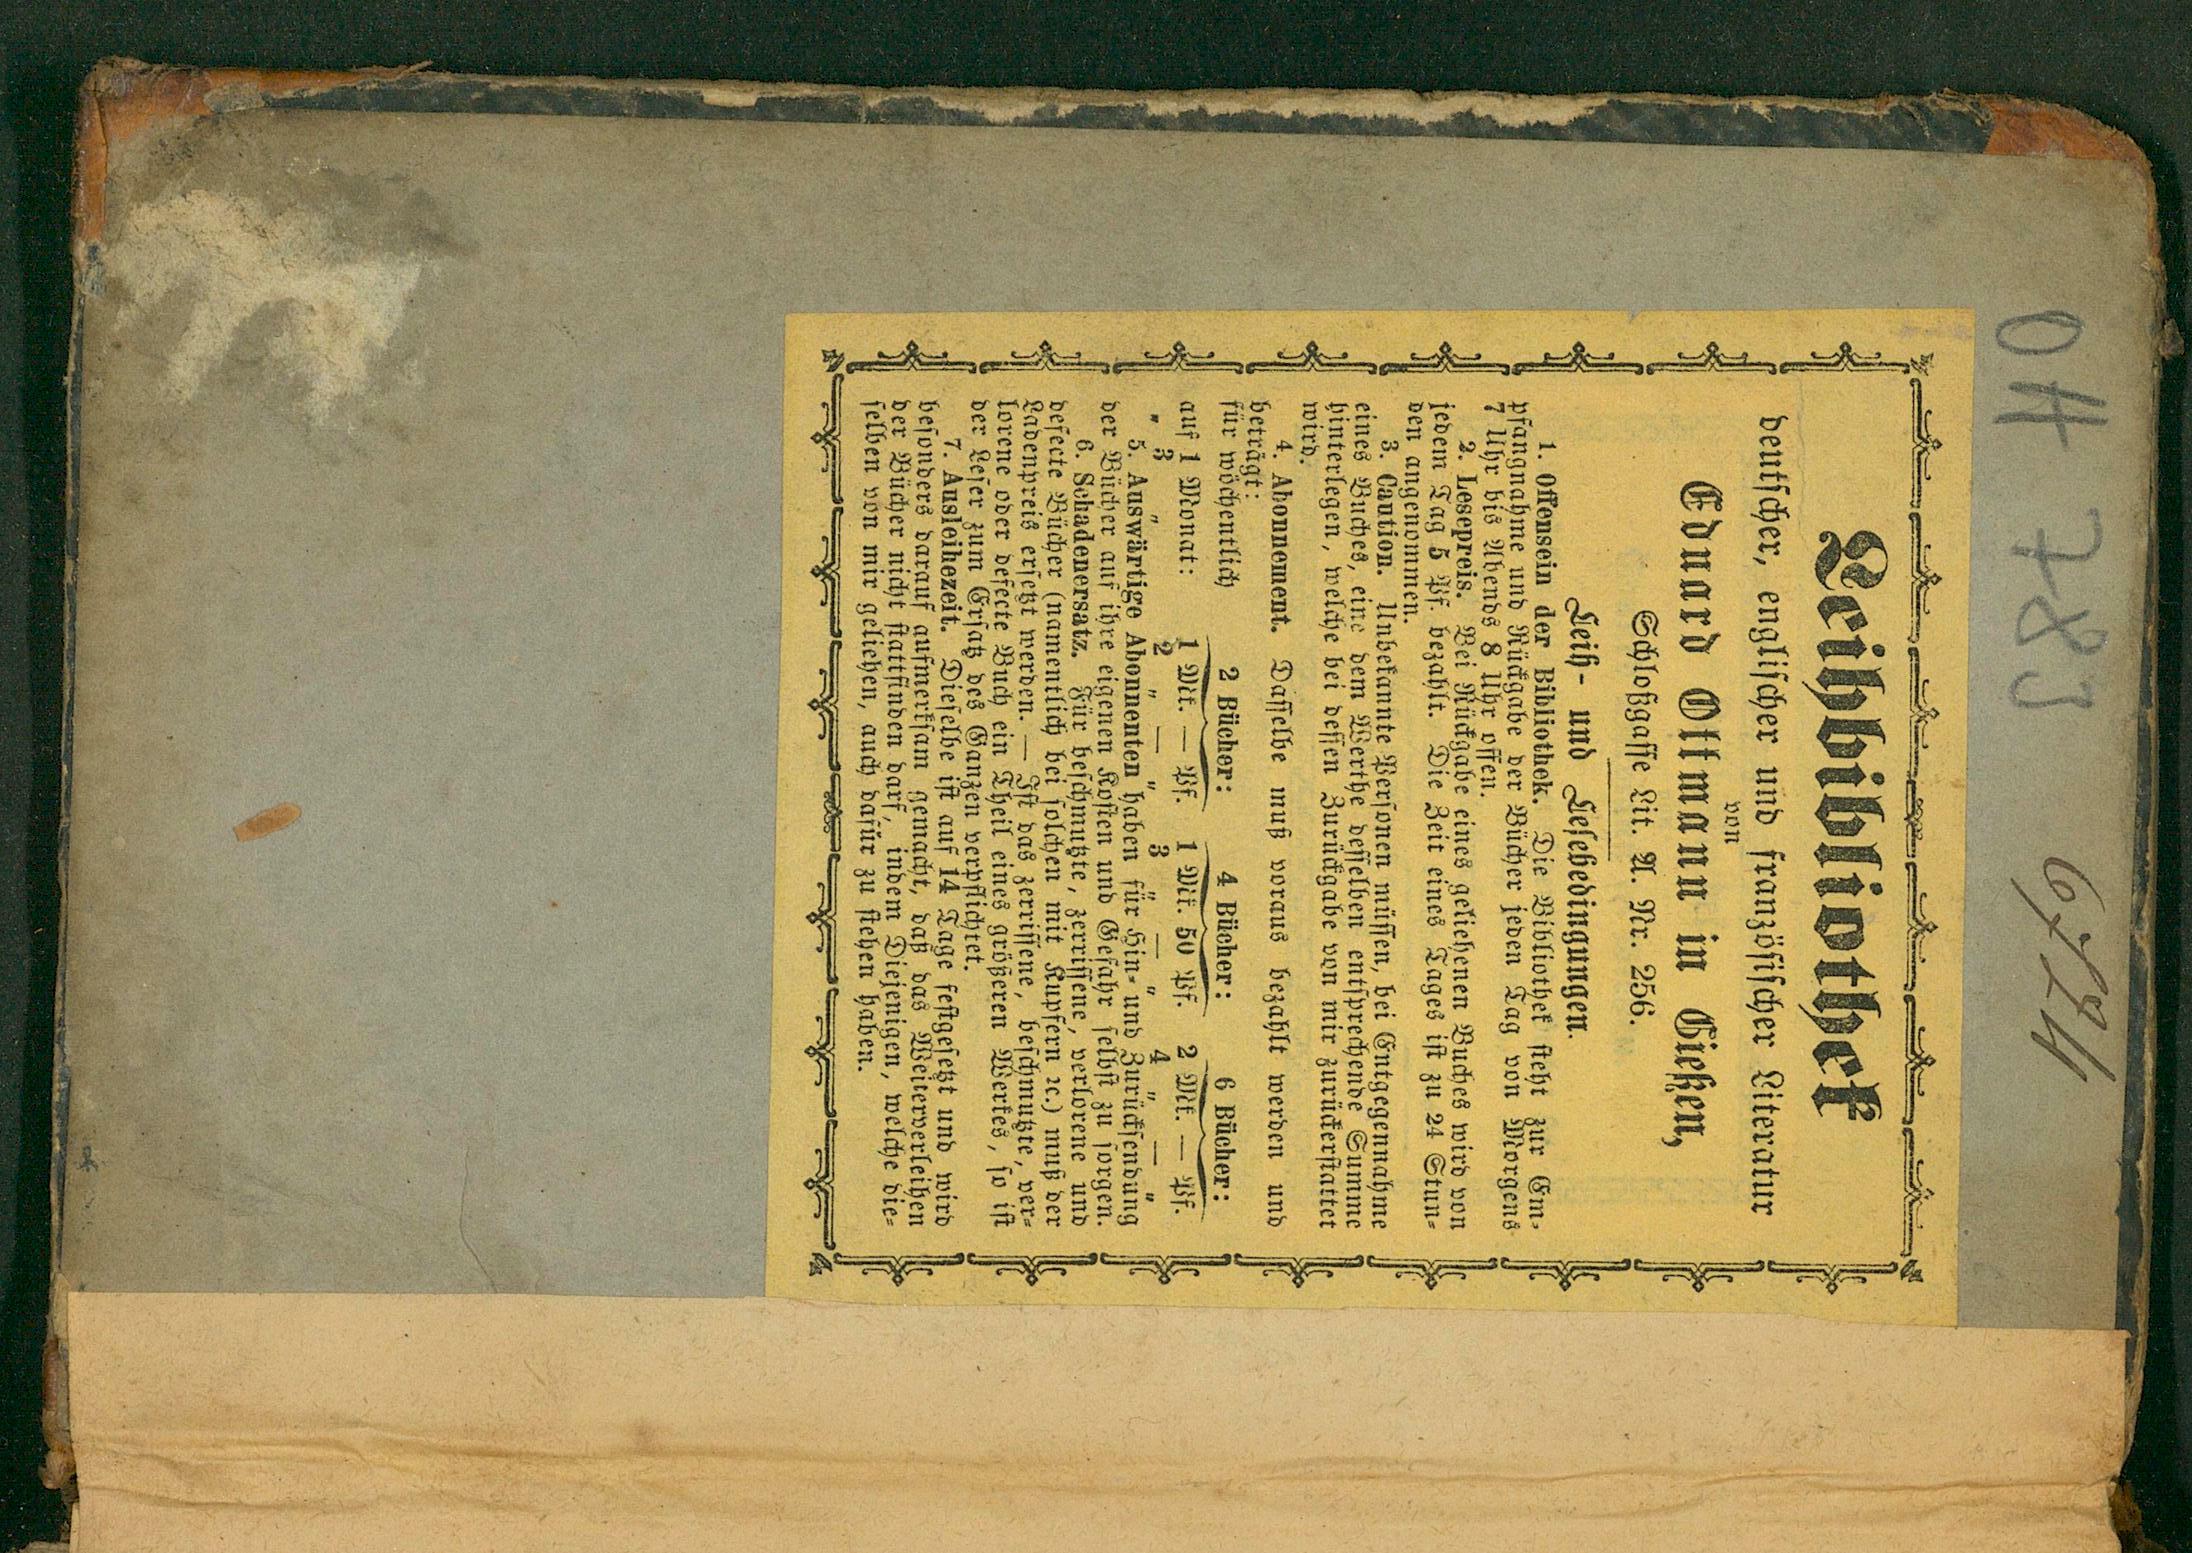 OH 785
6194
Leihbibliothek
deutscher, englischer und französischer Literatur
von
Eduard Ottmann in Gießen,
Schloßgasse Lit. A. Nr. 256.
Leih- und Lesebedingungen.
1. Offensein der Bibliothek. Die Bibliothek steht zur Em-
pfangnahme und Rückgabe der Bücher jeden Tag von Morgens
7 Uhr bis Abends 8 Uhr offen.
2. Lesepreis. Bei Rückgabe eines geliehenen Buches wird von
jedem Tag 5 Pf. bezahlt. Die Zeit eines Tages ist zu 24 Stun-
den angenommen.
3. Caution. Unbekannte Personen müssen, bei Entgegennahme
eines Buches, eine dem Werthe desselben entsprechende Summe
hinterlegen, welche bei dessen Zurückgabe von mir zurückerstattet
wird.
4. Abonnement. Dasselbe muß voraus bezahlt werden und
beträgt:
für wöchentlich 2 Bücher: 4 Bücher: 6 Bücher:
auf 1 Monat: 1 Mk. — Pf. 1 Mk. 50 Pf. 2 Mk. — Pf.
" 3 " 2 " — " 3 " — " 4 " — "
5. Auswärtige Abonnenten haben für Hin- und Zurücksendung
der Bücher auf ihre eigenen Kosten und Gefahr selbst zu sorgen.
6. Schadenersatz. Für beschmutzte, zerrissene, verlorene und
defecte Bücher (namentlich bei solchen mit Kupfern ꝛc.) muß der
Ladenpreis ersetzt werden. — Ist das zerrissene, beschmutzte, ver-
lorene oder defecte Buch ein Theil eines größeren Werkes, so ist
der Leser zum Ersatz des Ganzen verpflichtet.
7. Ausleihezeit. Dieselbe ist auf 14 Tage festgesetzt und wird
besonders darauf aufmerksam gemacht, daß das Weiterverleihen
der Bücher nicht stattfinden darf, indem Diejenigen, welche die-
selben von mir geliehen, auch dafür zu stehen haben.